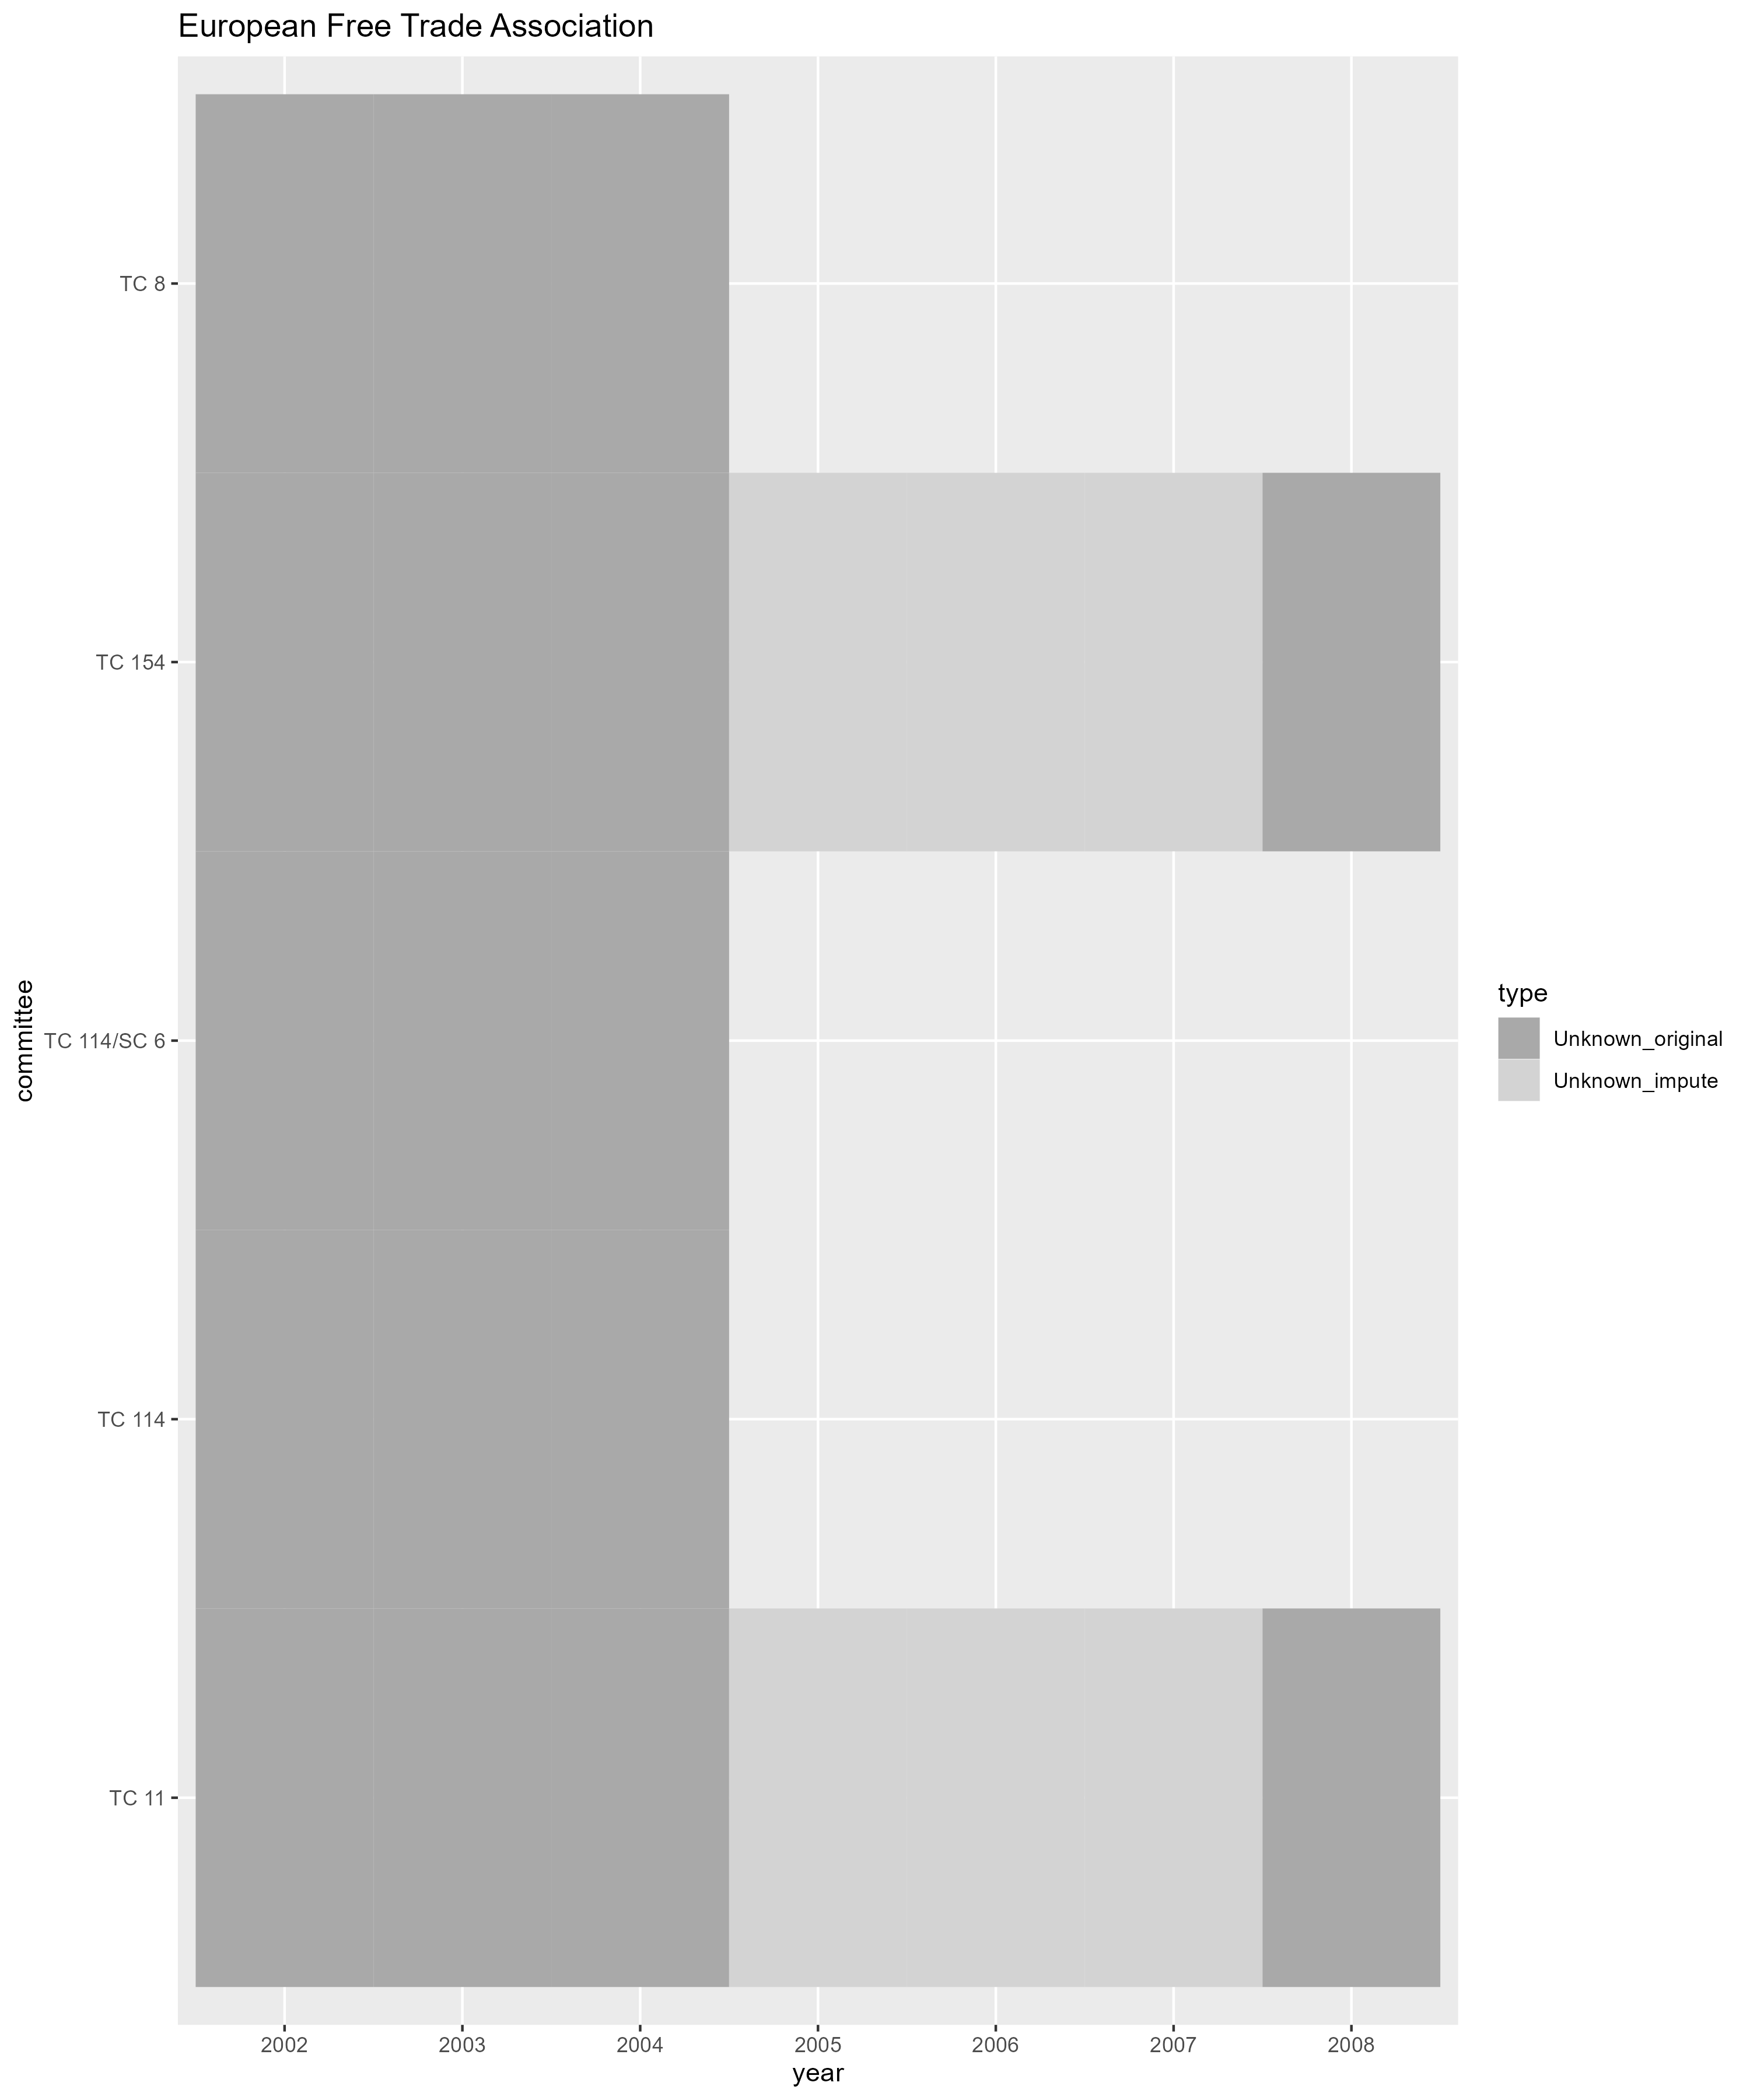 European Free Trade Association
committee
TC 8
TC 154
TC 114/SC 6
TC 114
TC 11
2002 2003 2004 2005 2006 2007 2008
year
type
Unknown_original
Unknown_impute